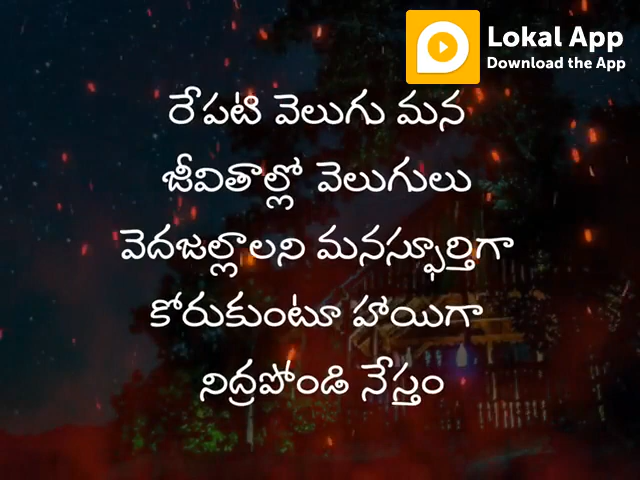 Lokal App
Download the App
రేపటి వెలుగు మన
జీవితాల్లో వెలుగులు
వెదజల్లాలని మనస్ఫూర్తిగా
కోరుకుంటూ హాయిగా
నిద్రపోండి నేస్తం